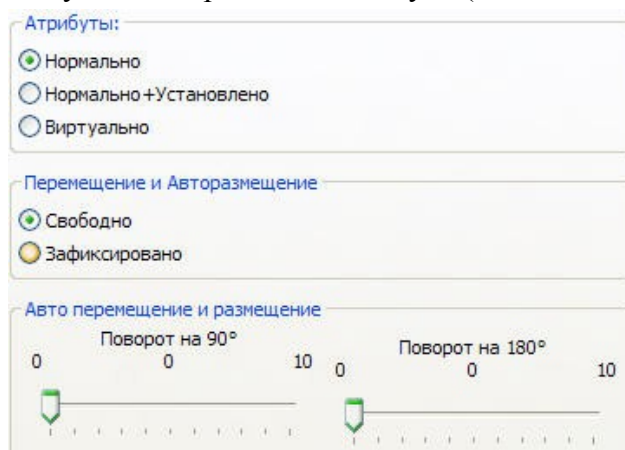 Атрибуты:
Нормально
Нормально+Установлено
Виртуально
Перемещение и Авторазмещение
Свободно
Зафиксировано
Авто перемещение и размещение
Поворот на 90°
0 0 10
Поворот на 180°
0 0 10